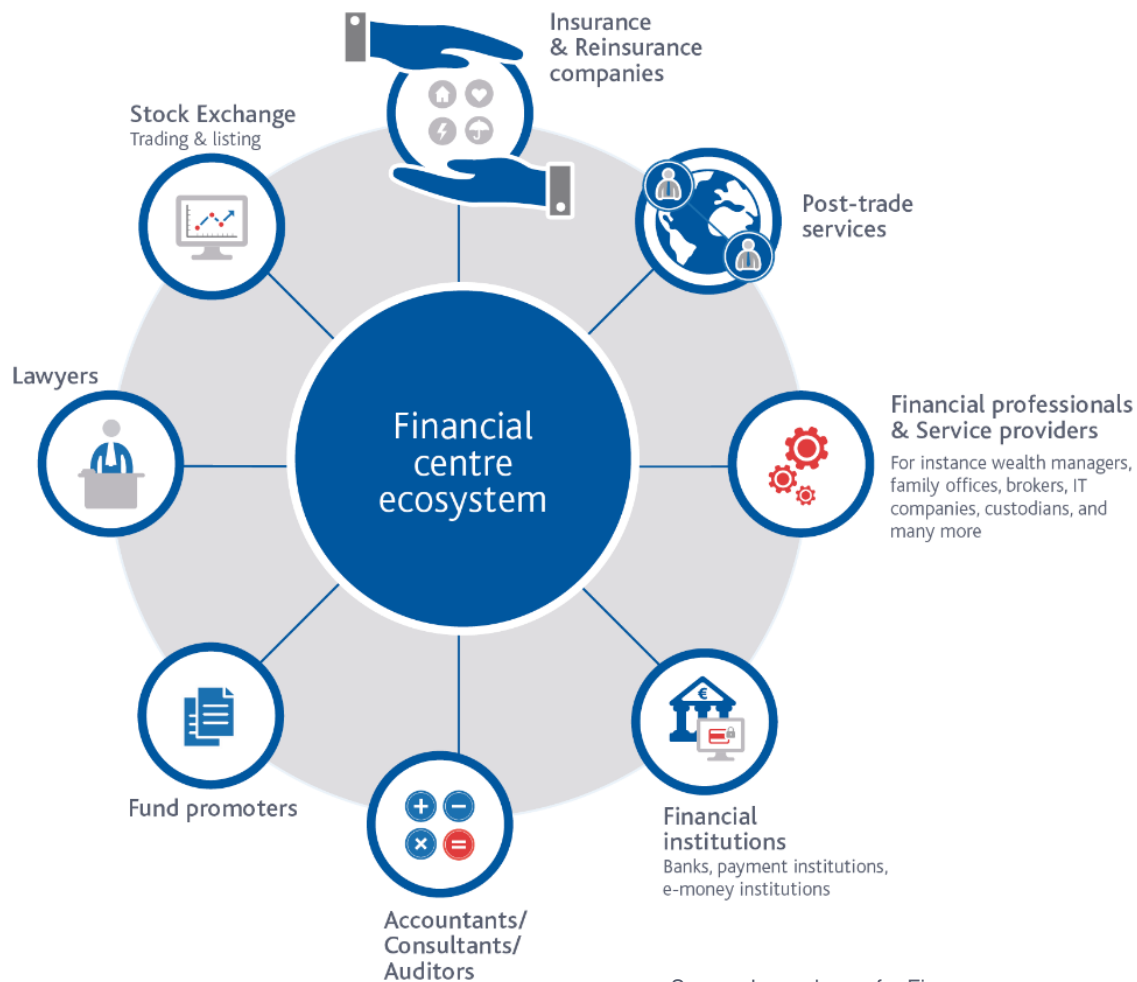 Insurance
& Reinsurance
companies
Stock Exchange
Trading & listing
Post-trade
services
Lawyers
Financial
centre
ecosystem
Financial professionals
& Service providers
For instance wealth managers,
family offices, brokers, IT
companies, custodians, and
many more
€
Fund promoters
Financial
institutions
Banks, payment institutions,
e-money institutions
+ −
× =
Accountants/
Consultants/
Auditors